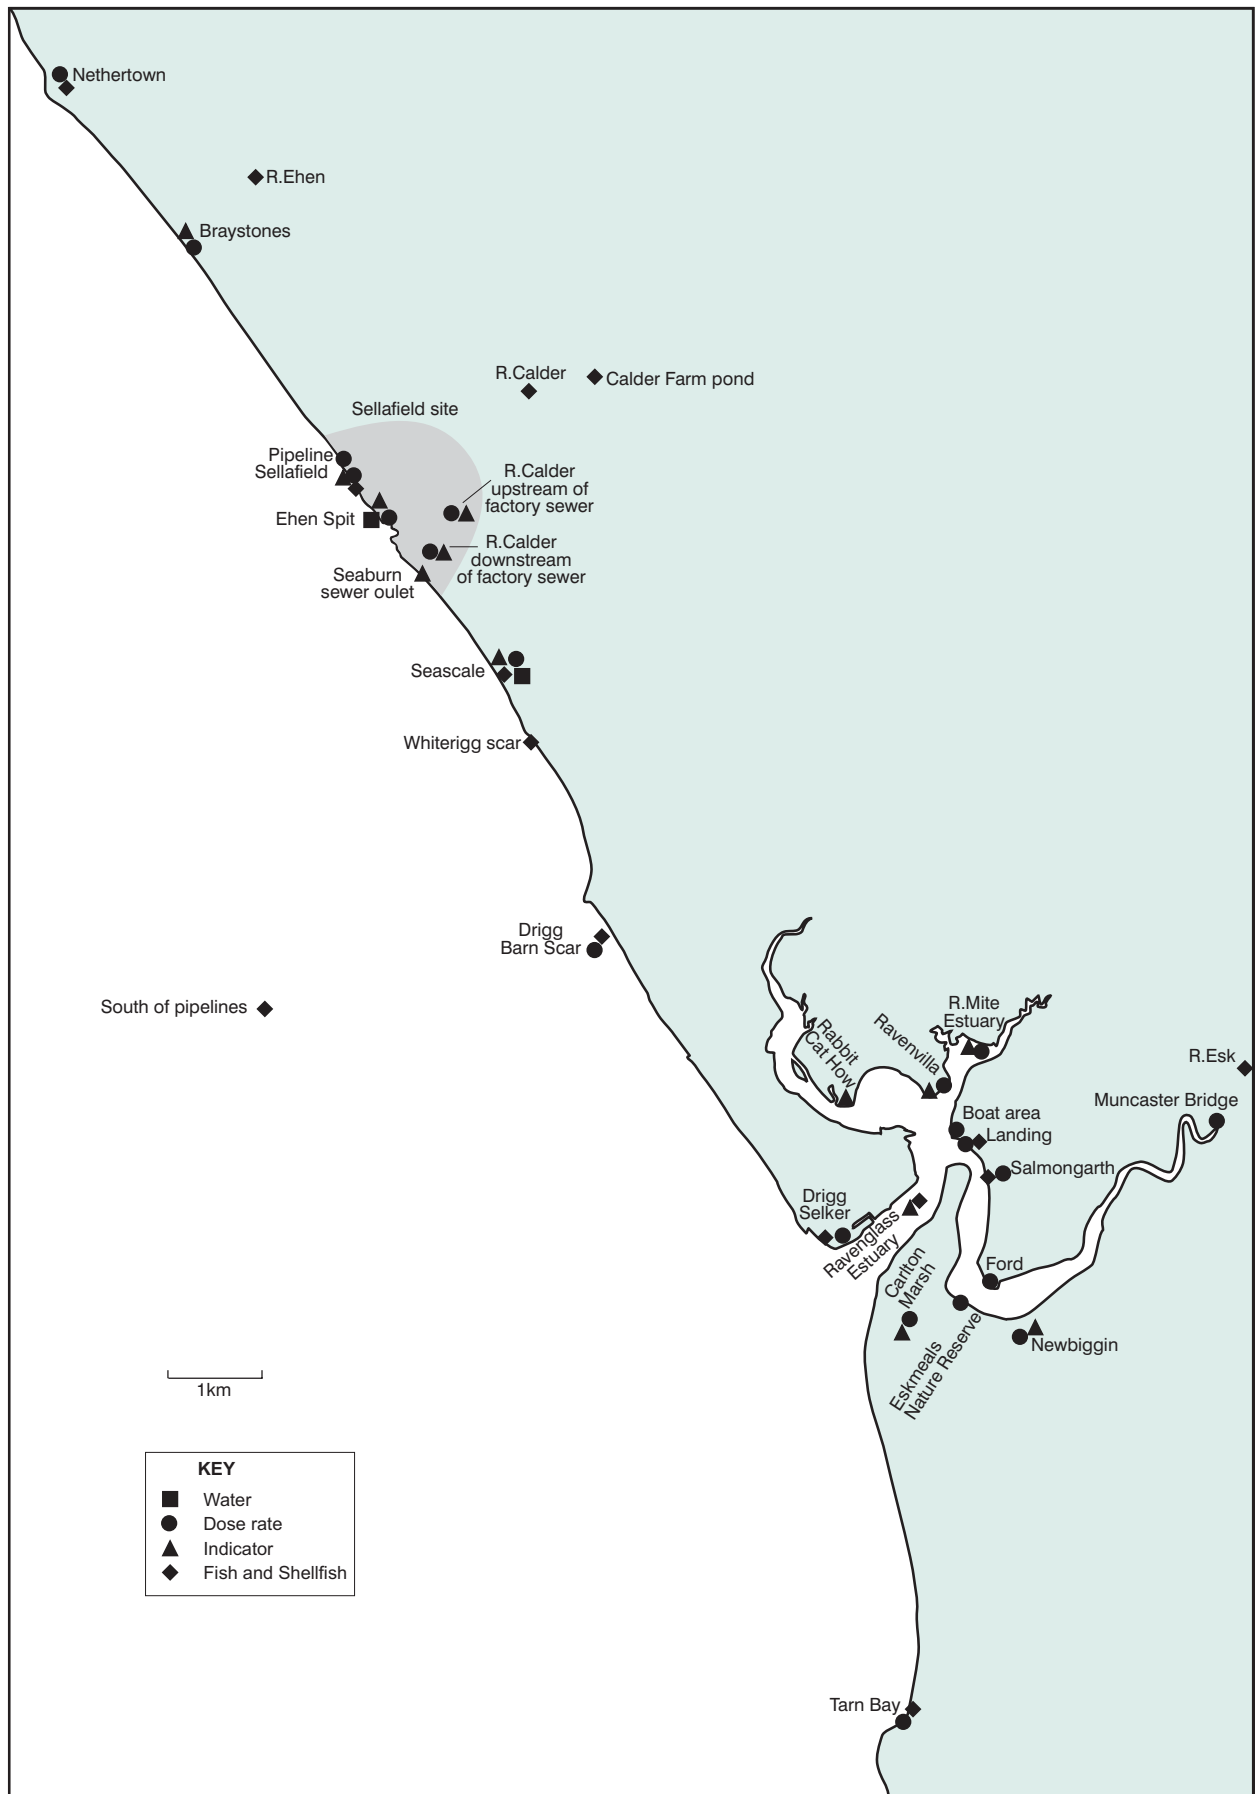 Nethertown
R.Ehen
Braystones
R.Calder
Calder Farm pond
Sellafield site
Pipeline
Sellafield
R.Calder
upstream of
factory sewer
Ehen Spit
R.Calder
downstream
of factory sewer
Seaburn
sewer oulet
Seascale
Whiterigg scar
Drigg
Barn Scar
South of pipelines
R.Mite
Estuary
Ravenvilla
Rabbit
Cat How
R.Esk
Muncaster Bridge
Boat area
Landing
Salmongarth
Drigg
Selker
Ravenglass
Estuary
Carlton
Marsh
Ford
Eskmeals
Nature Reserve
Newbiggin
1km
KEY
Water
Dose rate
Indicator
Fish and Shellfish
Tarn Bay